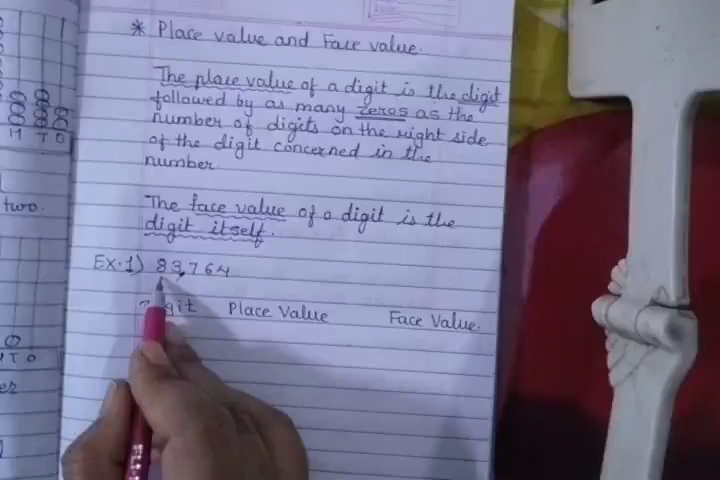 * Place value and Face value.
The place value of a digit is the digit
followed by as many zeros as the
number of digits on the right side
of the digit concerned in the
number
The face value of a digit is the
digit itself.
Ex.1) 83,764
Digit Place Value Face Value.
H T O
two.
T O